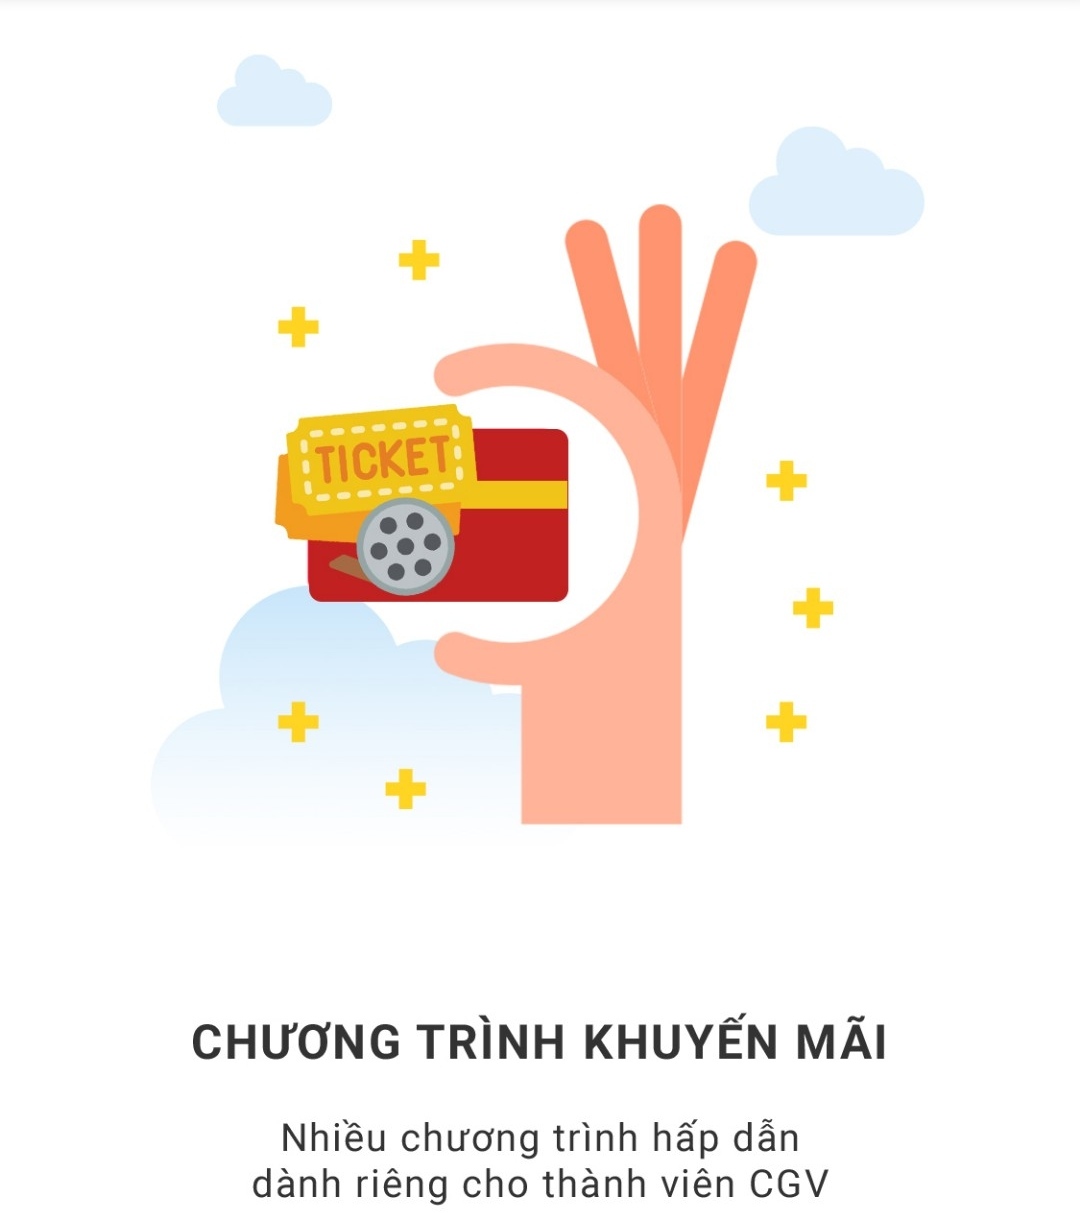 TICKET
CHƯƠNG TRÌNH KHUYẾN MÃI
Nhiều chương trình hấp dẫn
dành riêng cho thành viên CGV